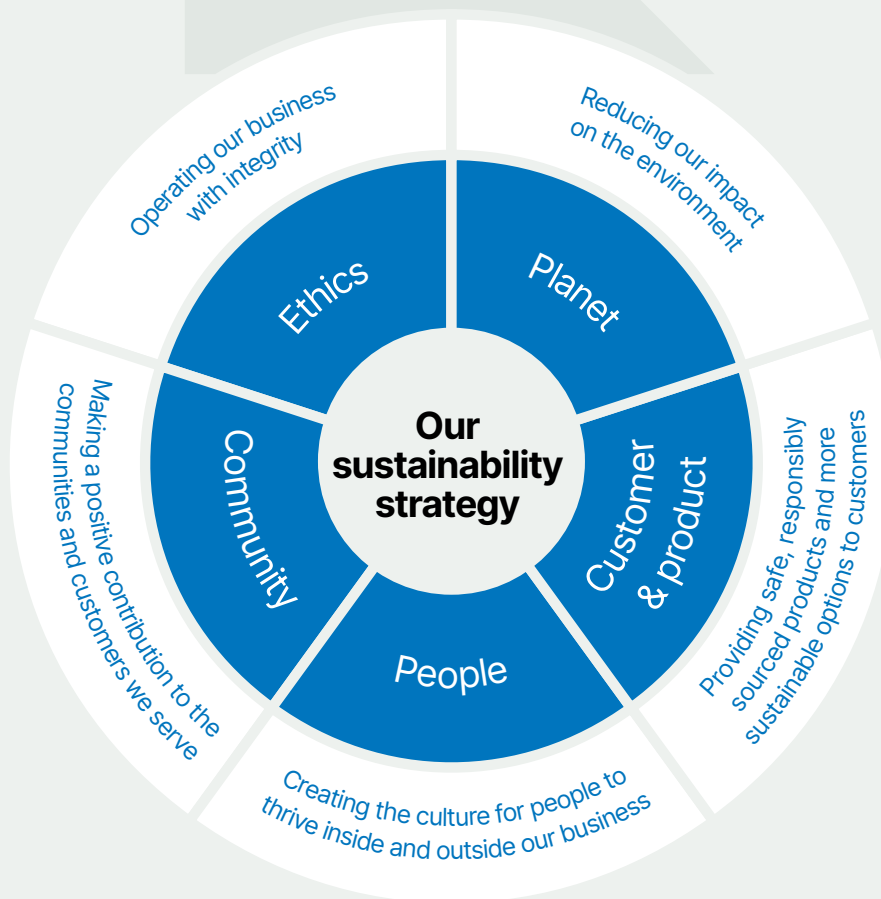 Our
sustainability
strategy
Planet
Reducing our impact
on the environment
Customer
& product
Providing safe, responsibly
sourced products and more
sustainable options to customers
People
Creating the culture for people to
thrive inside and outside our business
Community
Making a positive contribution to the
communities and customers we serve
Ethics
Operating our business
with integrity